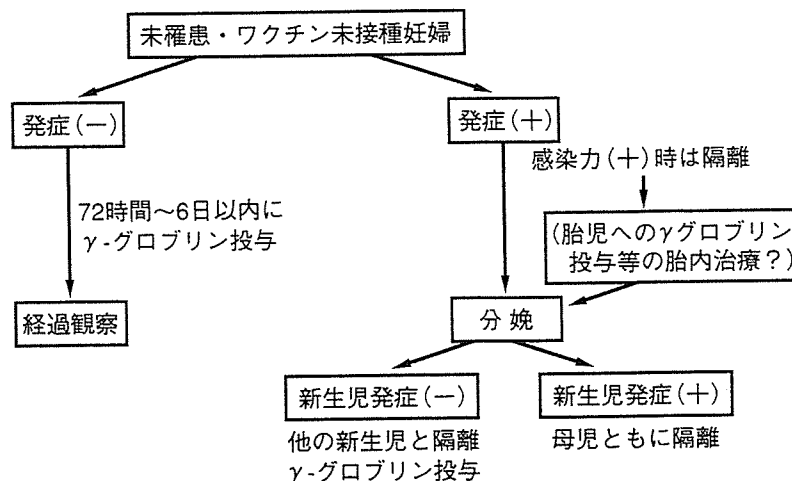 未罹患・ワクチン未接種妊婦
発症(ー)
発症(＋)
感染力(＋)時は隔離
72時間〜6日以内に
γ-グロブリン投与
(胎児へのγグロブリン
投与等の胎内治療？)
経過観察
分 娩
新生児発症(ー)
新生児発症(＋)
他の新生児と隔離
γ-グロブリン投与
母児ともに隔離